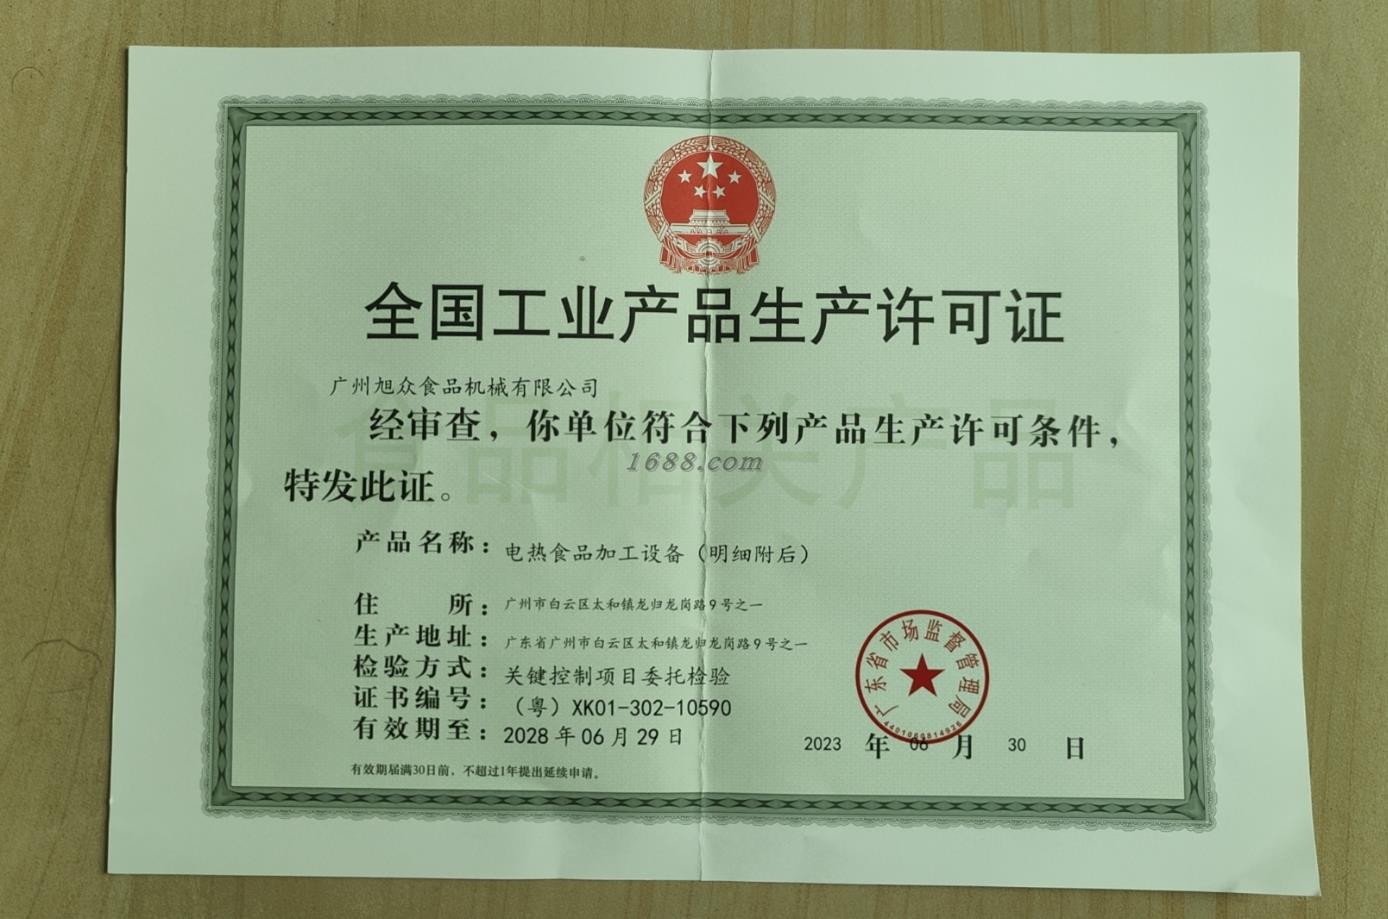 全国工业产品生产许可证
广州旭众食品机械有限公司
食品相关产品
经审查，你单位符合下列产品生产许可条件，
1688.com
特发此证。
产品名称：电热食品加工设备（明细附后）
住 所：广州市白云区太和镇龙归龙岗路9号之一
生产地址：广东省广州市白云区太和镇龙归龙岗路9号之一
检验方式：关键控制项目委托检验
证书编号：（粤）XK01-302-10590
有效期至：2028年06月29日
广东省市场监督管理局
2023 年 06 月 30 日
有效期届满30日前，不超过1年提出延续申请。